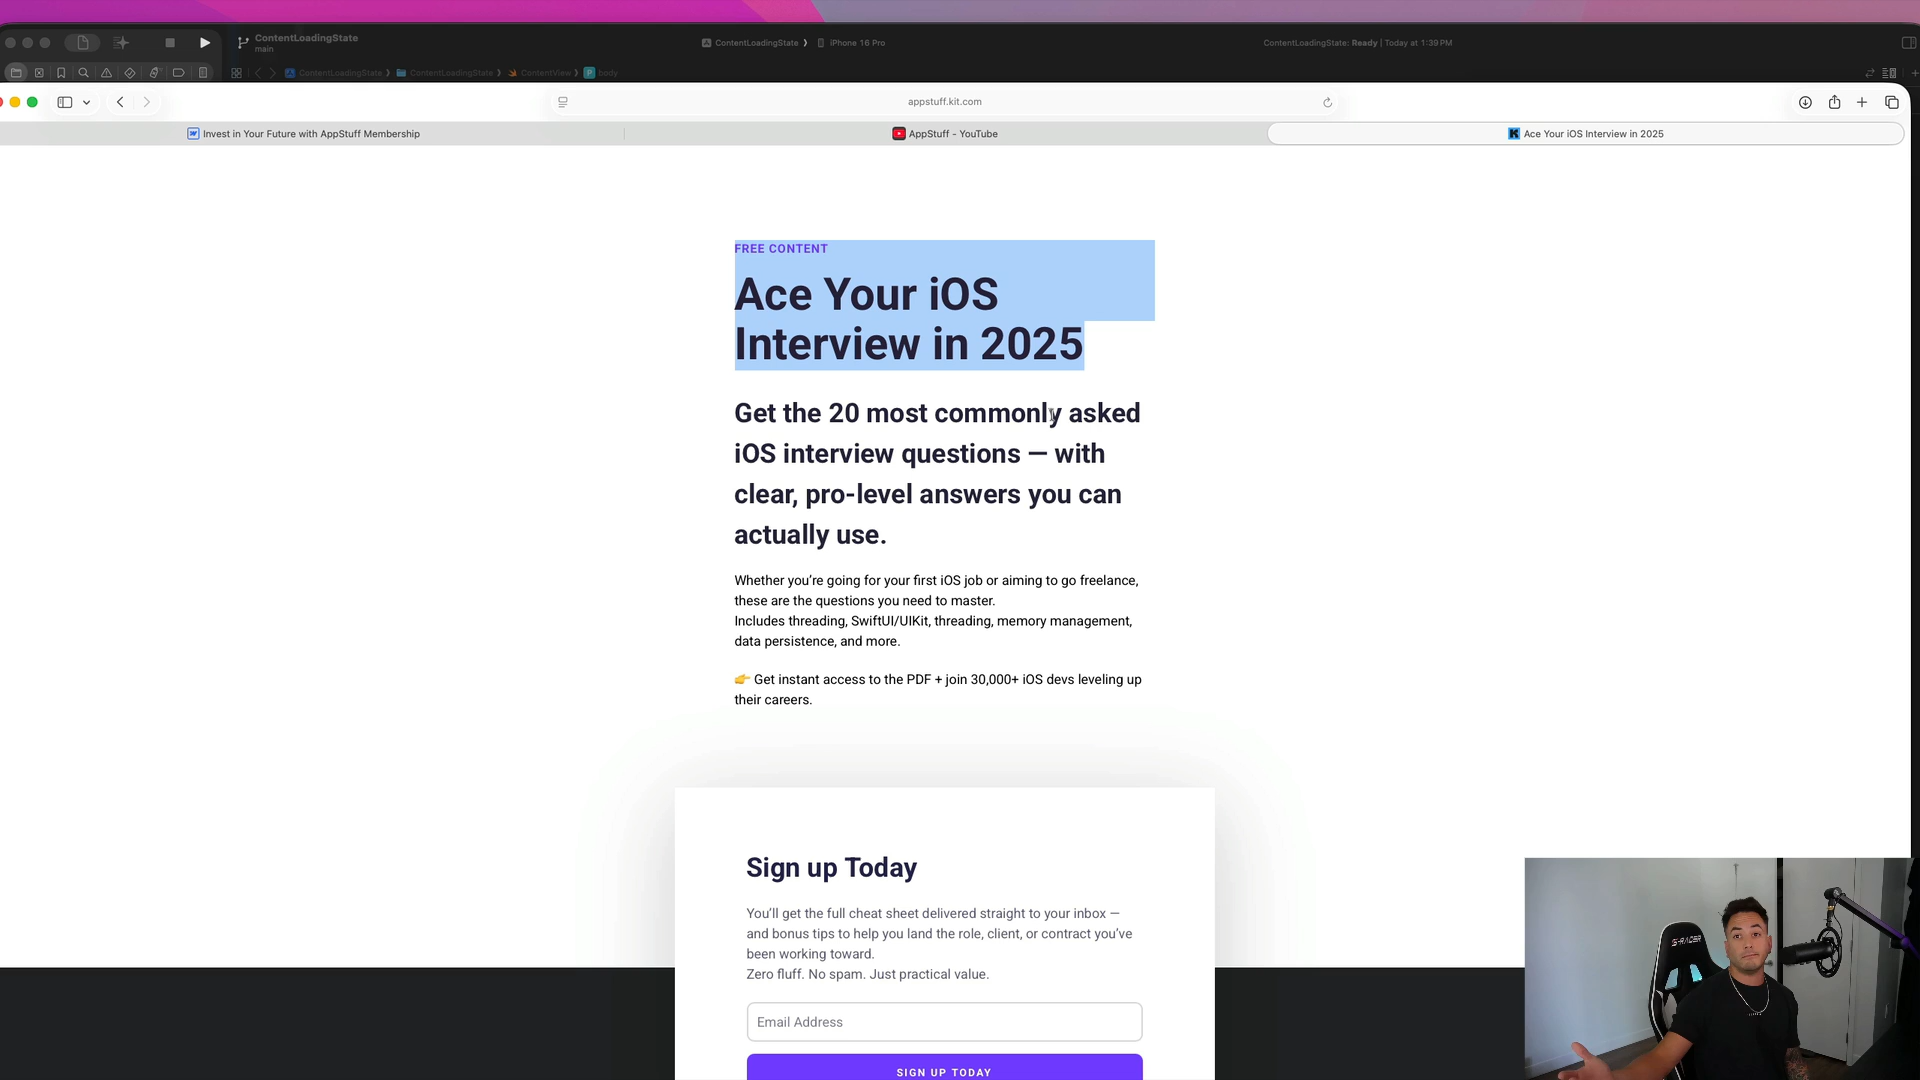 ContentLoadingState
main
ContentLoadingState
iPhone 16 Pro
ContentLoadingState: Ready | Today at 1:39 PM
ContentLoadingState
ContentLoadingState
ContentView
body
appstuff.kit.com
Invest in Your Future with AppStuff Membership
AppStuff - YouTube
Ace Your iOS Interview in 2025
FREE CONTENT
Ace Your iOS
Interview in 2025
Get the 20 most commonly asked
iOS interview questions — with
clear, pro-level answers you can
actually use.
Whether you’re going for your first iOS job or aiming to go freelance,
these are the questions you need to master.
Includes threading, SwiftUI/UIKit, threading, memory management,
data persistence, and more.
👉 Get instant access to the PDF + join 30,000+ iOS devs leveling up
their careers.
Sign up Today
You’ll get the full cheat sheet delivered straight to your inbox —
and bonus tips to help you land the role, client, or contract you’ve
been working toward.
Zero fluff. No spam. Just practical value.
Email Address
SIGN UP TODAY